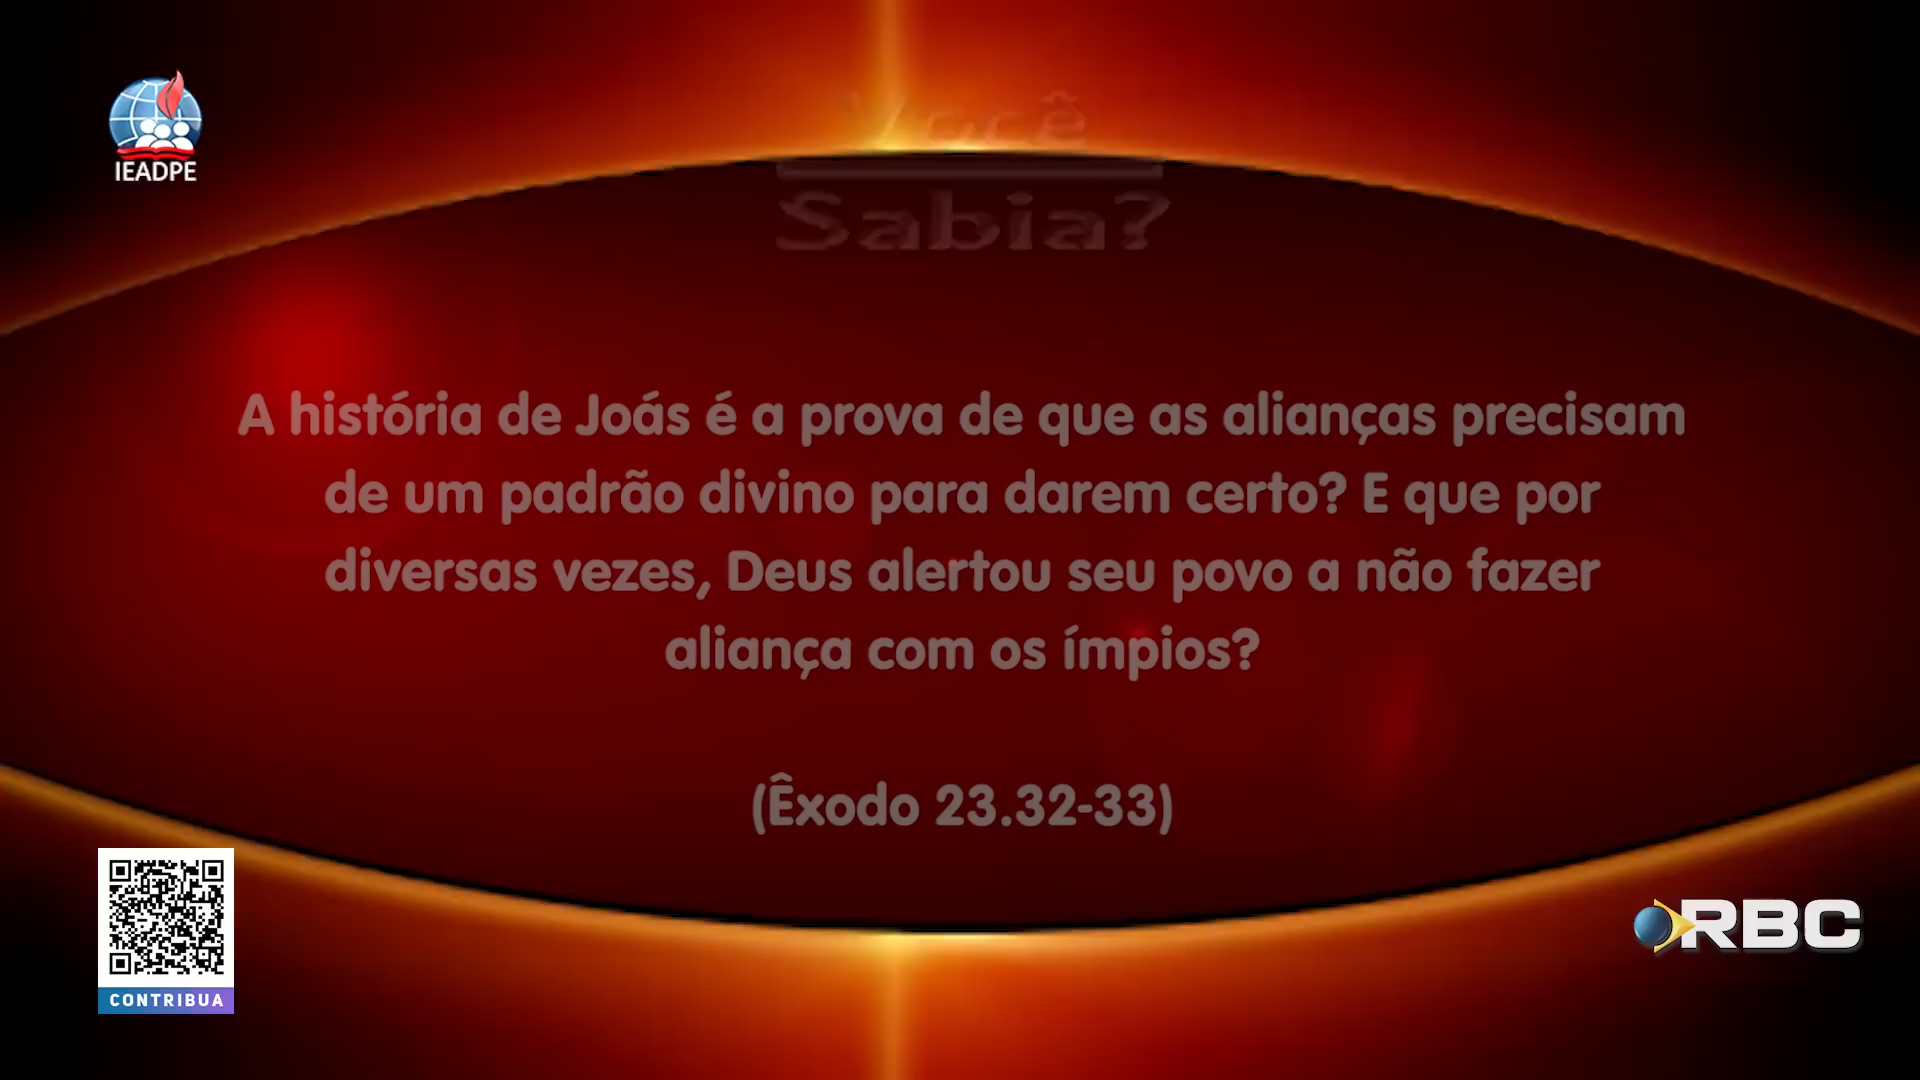 IEADPE
Você
Sabia?
A história de Joás é a prova de que as alianças precisam
de um padrão divino para darem certo? E que por
diversas vezes, Deus alertou seu povo a não fazer
aliança com os ímpios?
(Êxodo 23.32-33)
CONTRIBUA
RBC